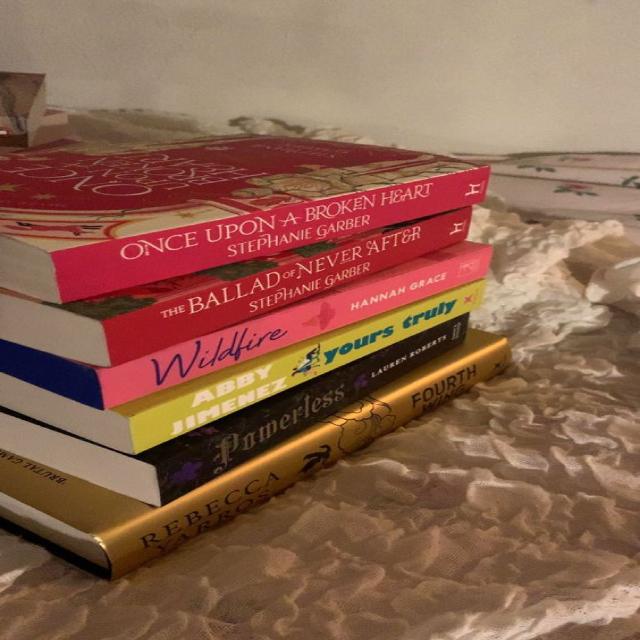 ONCE UPON A BROKEN HEART
STEPHANIE GARBER
THE BALLAD OF NEVER AFTER
STEPHANIE GARBER
Wildfire HANNAH GRACE
ABBY
JIMENEZ
yours truly
Powerless LAUREN ROBERTS
REBECCA
YARROS
FOURTH
WING